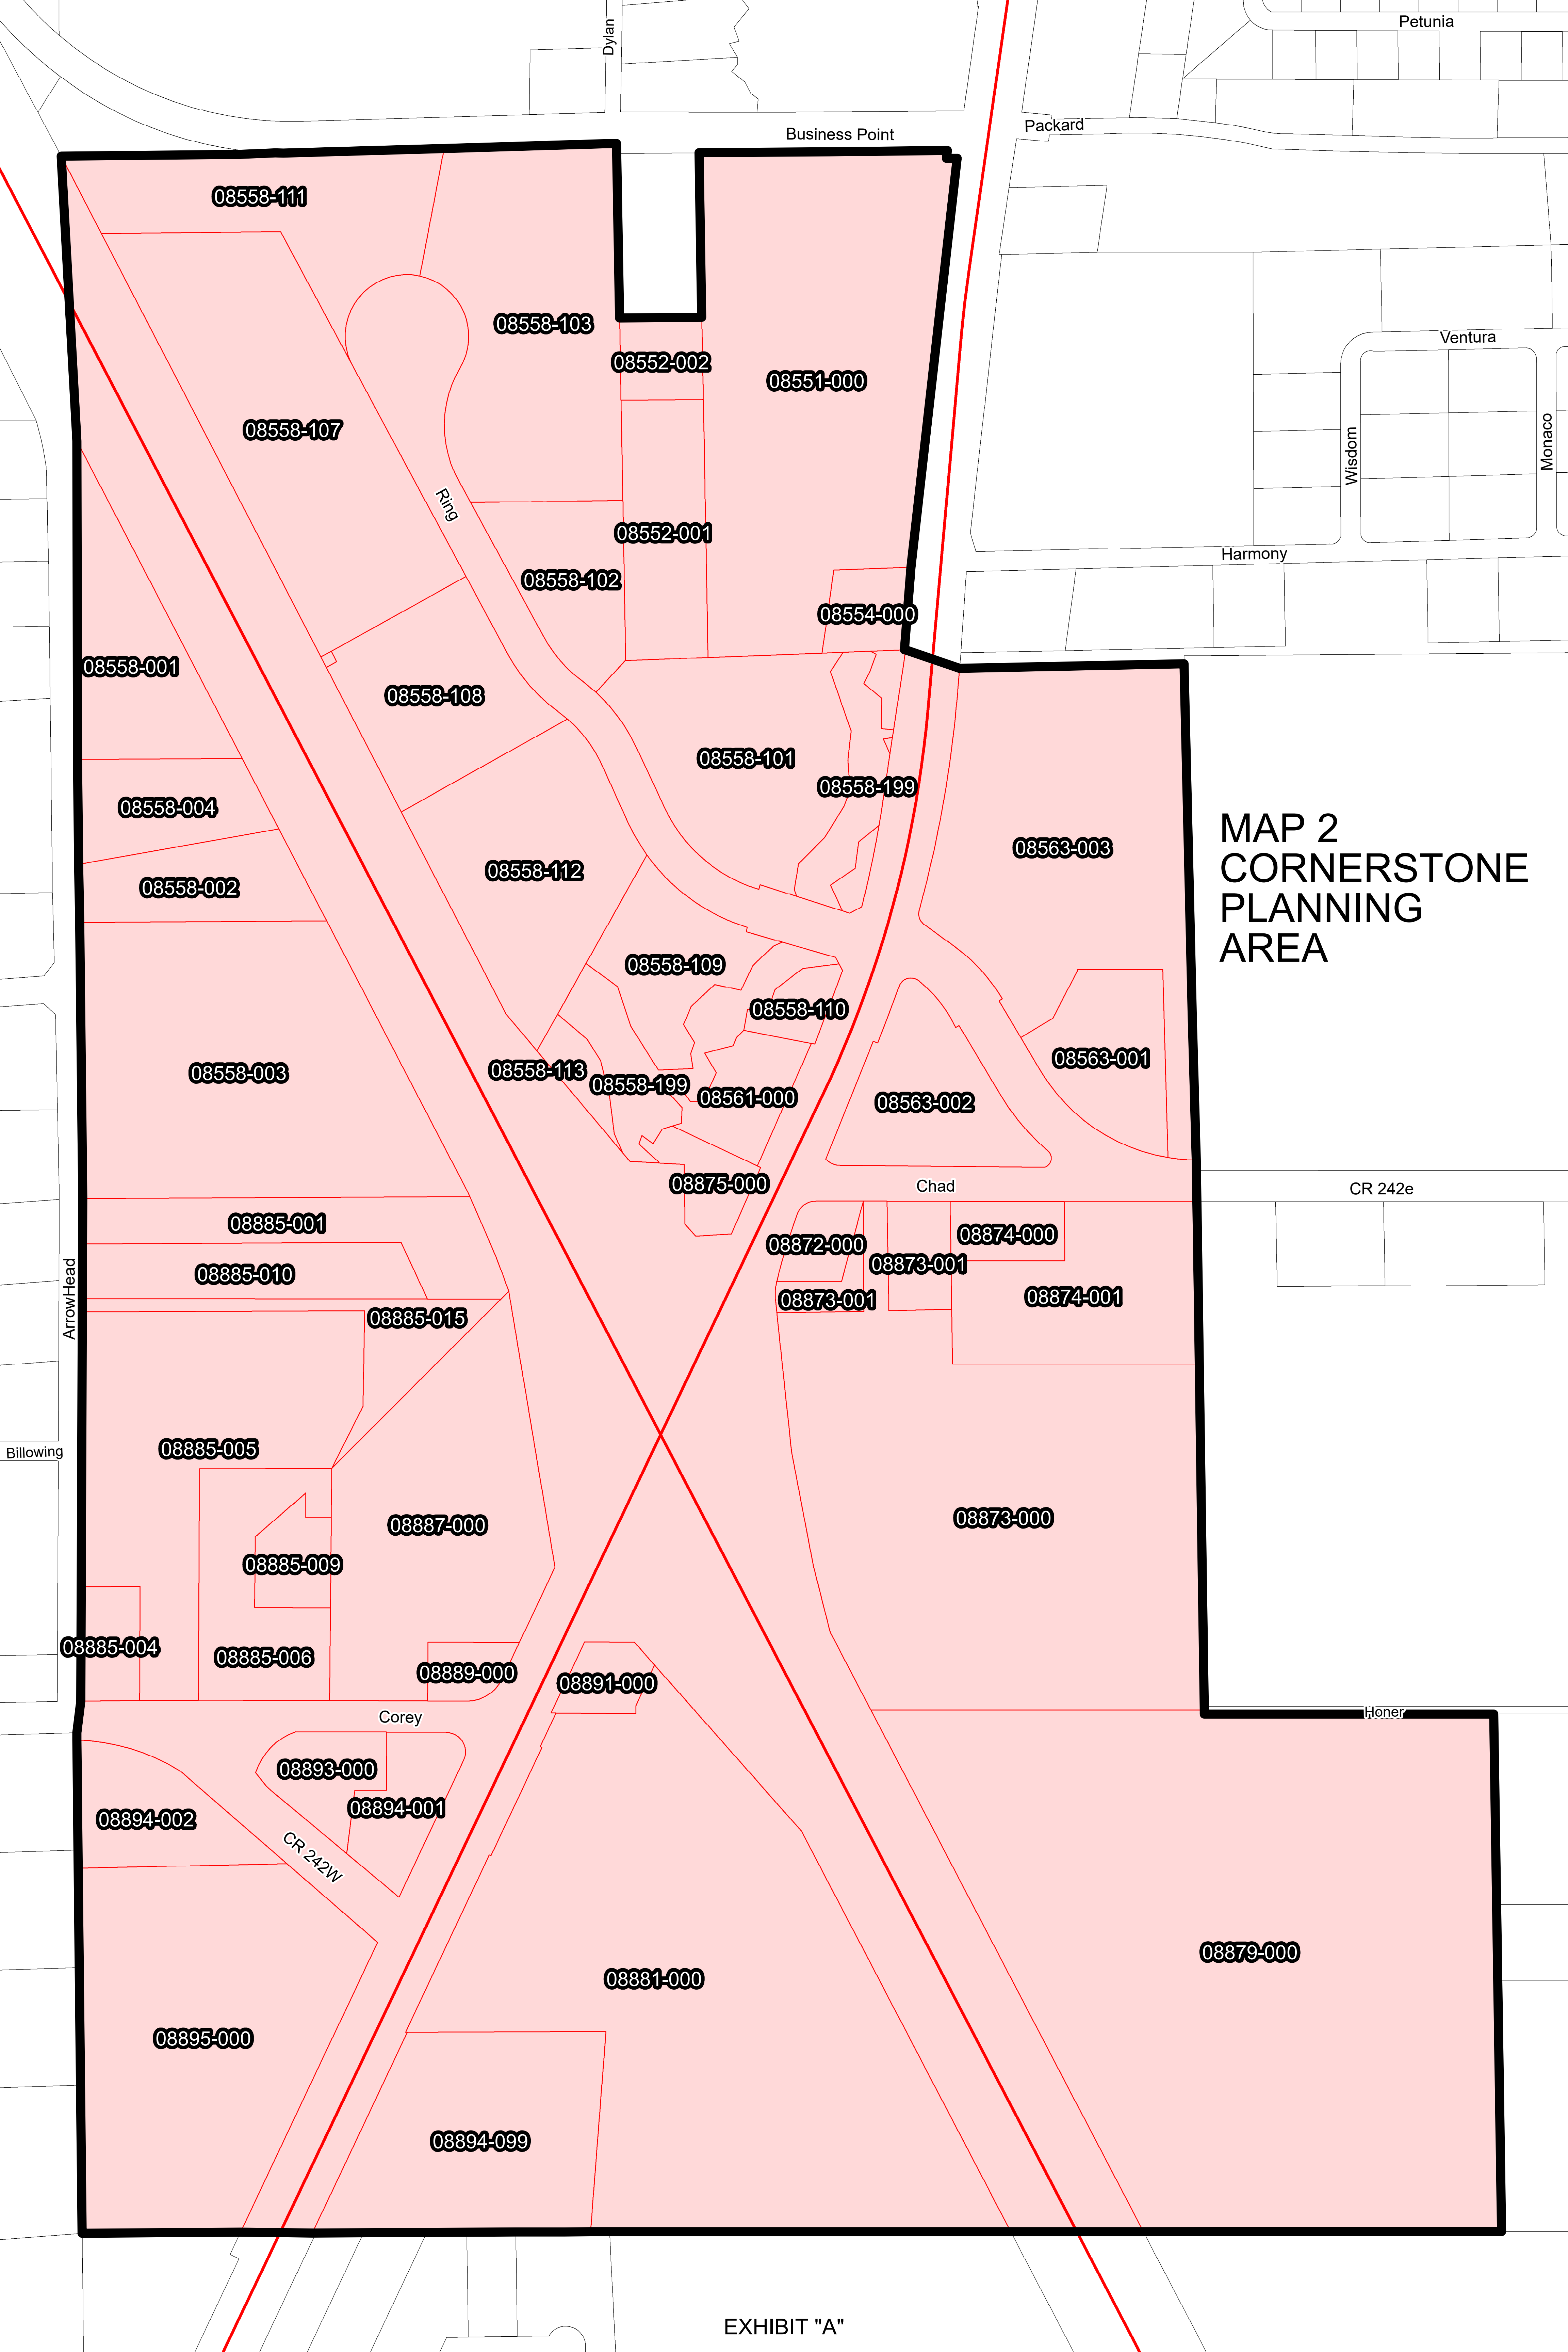 Petunia
Dylan
Packard
Business Point
08558-111
08558-103
Ventura
08552-002
08551-000
08558-107
Monaco
Wisdom
Ring
08552-001
Harmony
08558-102
08554-000
08558-001
08558-108
08558-101
08558-199
08558-004
MAP 2
CORNERSTONE
PLANNING
AREA
08563-003
08558-112
08558-002
08558-109
08558-110
08563-001
08558-003
08558-113
08558-199
08561-000
08563-002
08875-000
Chad
CR 242e
08885-001
08874-000
08872-000
08873-001
08885-010
ArrowHead
08873-001
08874-001
08885-015
08885-005
Billowing
08873-000
08887-000
08885-009
08885-004
08885-006
08889-000
08891-000
Honer
Corey
08893-000
08894-001
08894-002
CR 242W
08879-000
08881-000
08895-000
08894-099
EXHIBIT "A"